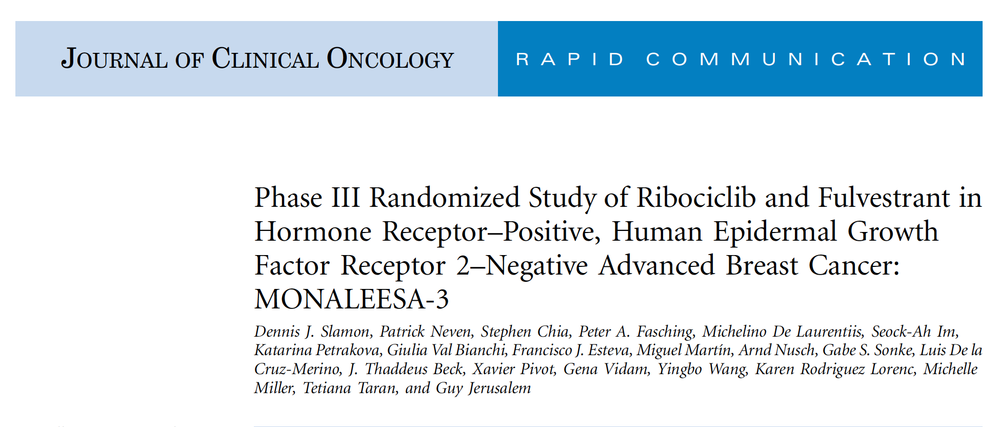 JOURNAL OF CLINICAL ONCOLOGY
RAPID COMMUNICATION
Phase III Randomized Study of Ribociclib and Fulvestrant in
Hormone Receptor–Positive, Human Epidermal Growth
Factor Receptor 2–Negative Advanced Breast Cancer:
MONALEESA-3
Dennis J. Slamon, Patrick Neven, Stephen Chia, Peter A. Fasching, Michelino De Laurentiis, Seock-Ah Im,
Katarina Petrakova, Giulia Val Bianchi, Francisco J. Esteva, Miguel Martín, Arnd Nusch, Gabe S. Sonke, Luis De la
Cruz-Merino, J. Thaddeus Beck, Xavier Pivot, Gena Vidam, Yingbo Wang, Karen Rodriguez Lorenc, Michelle
Miller, Tetiana Taran, and Guy Jerusalem